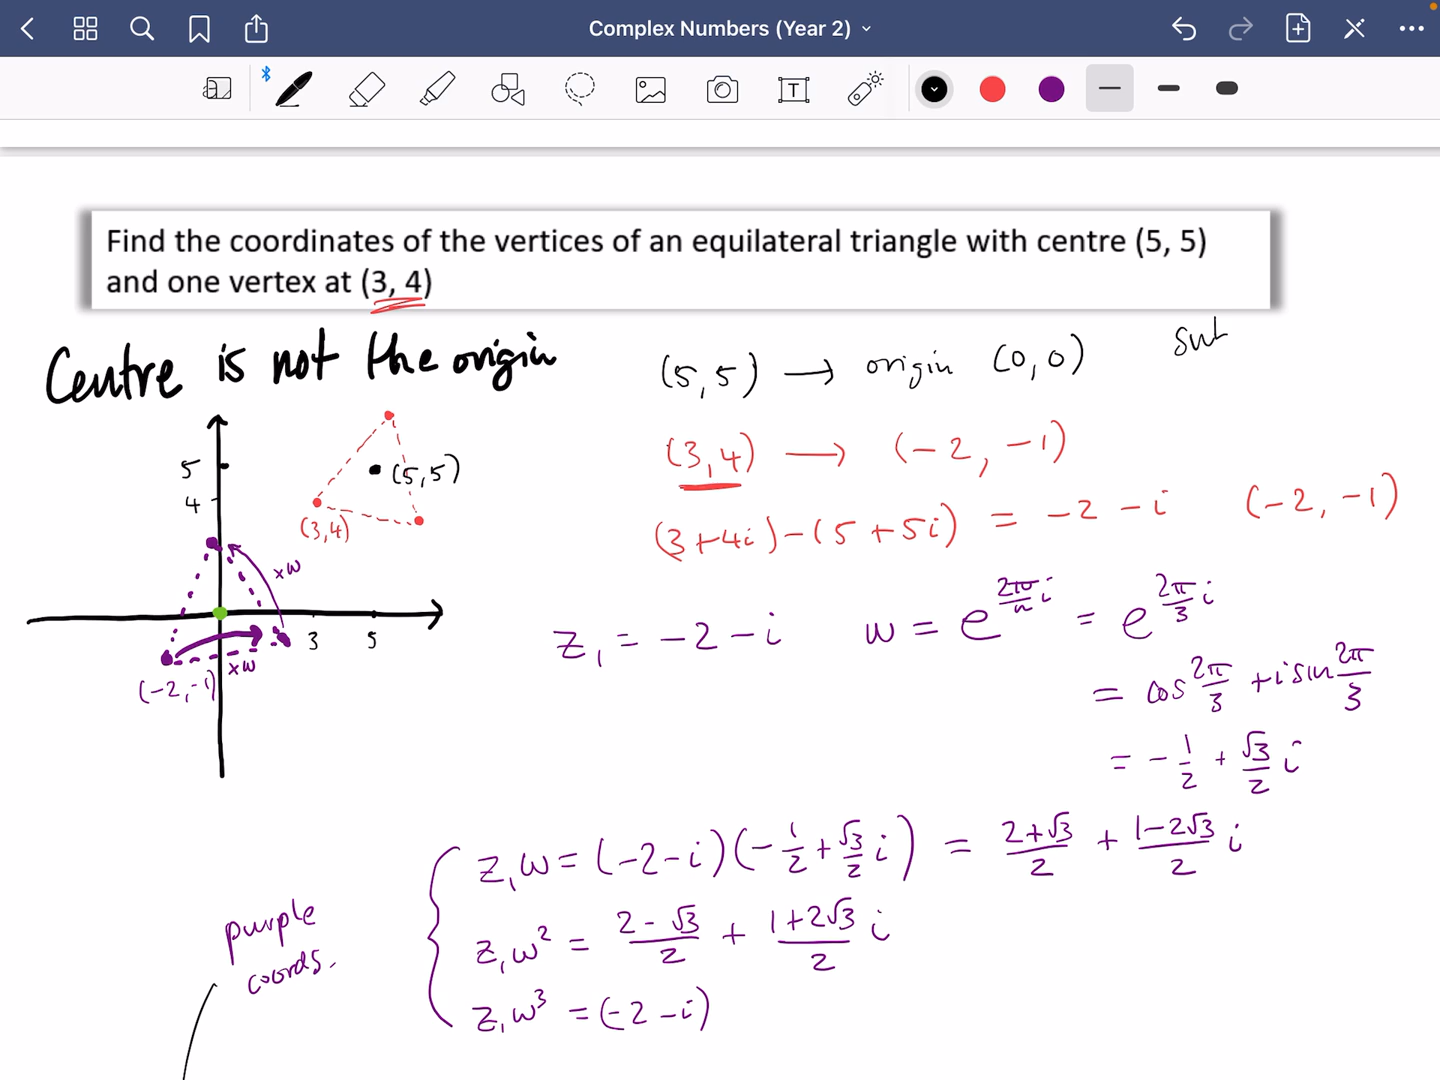 Complex Numbers (Year 2)
Find the coordinates of the vertices of an equilateral triangle with centre (5, 5)
and one vertex at (3, 4)
Centre is not the origin
(5,5) → origin (0,0)
sub
(3,4) → (-2, -1)
(3+4i)-(5+5i) = -2-i (-2, -1)
5
4
(5,5)
(3,4)
×w
3
5
×w
(-2,-1)
z₁ = -2-i
w = e^(2π/n i) = e^(2π/3 i)
= cos 2π/3 + i sin 2π/3
= -1/2 + √3/2 i
z₁w = (-2-i)(-1/2 + √3/2 i) = (2+√3)/2 + (1-2√3)/2 i
z₁w² = (2-√3)/2 + (1+2√3)/2 i
z₁w³ = (-2-i)
purple
coords.